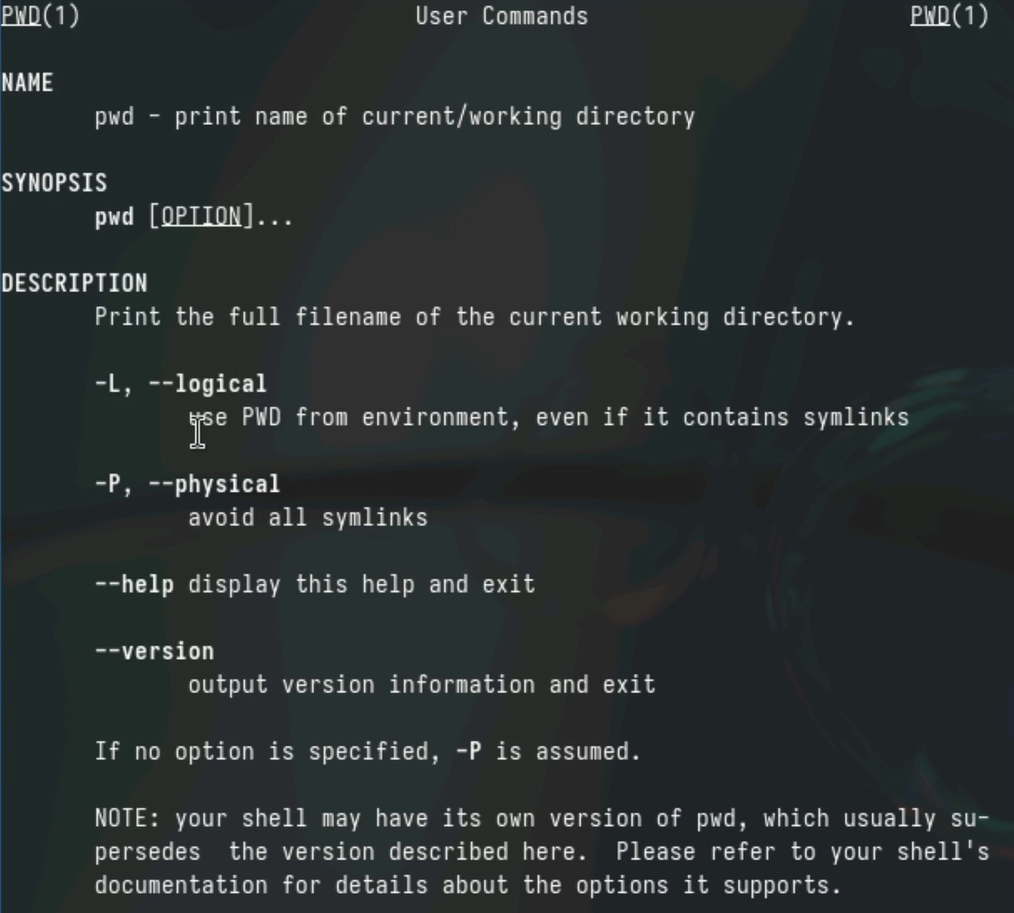 PWD(1) User Commands PWD(1)
NAME
pwd - print name of current/working directory
SYNOPSIS
pwd [OPTION]...
DESCRIPTION
Print the full filename of the current working directory.
-L, --logical
use PWD from environment, even if it contains symlinks
-P, --physical
avoid all symlinks
--help display this help and exit
--version
output version information and exit
If no option is specified, -P is assumed.
NOTE: your shell may have its own version of pwd, which usually su-
persedes  the version described here.  Please refer to your shell's
documentation for details about the options it supports.